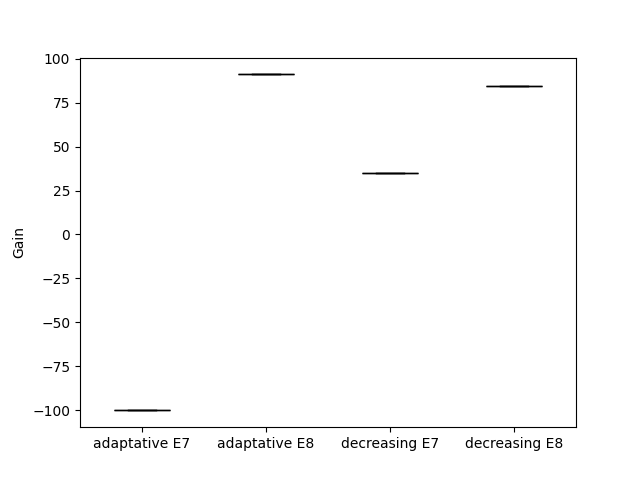 Gain
100
75
50
25
0
−25
−50
−75
−100
adaptative E7
adaptative E8
decreasing E7
decreasing E8